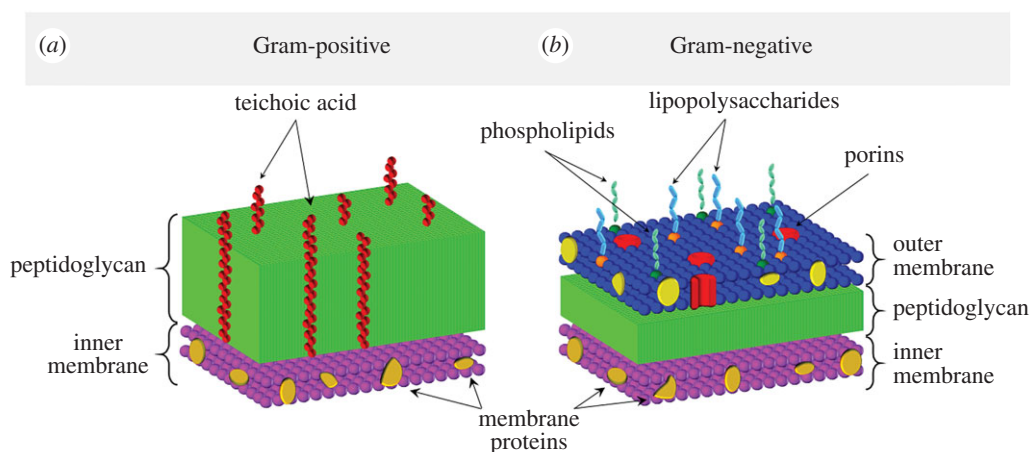 (a) Gram-positive
(b) Gram-negative
teichoic acid
peptidoglycan
inner
membrane
lipopolysaccharides
phospholipids
porins
outer
membrane
peptidoglycan
inner
membrane
membrane
proteins